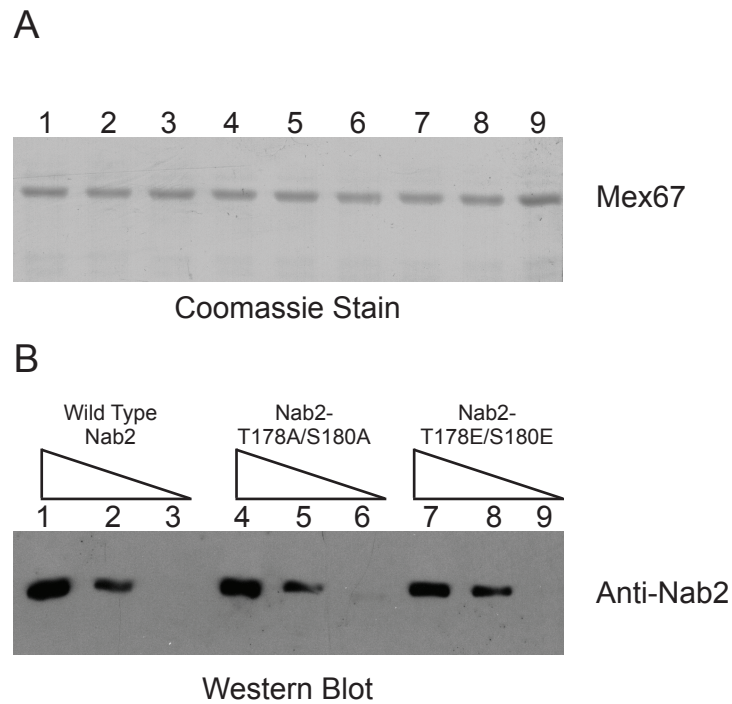 A
1 2 3 4 5 6 7 8 9
Mex67
Coomassie Stain
B
Wild Type
Nab2
Nab2-
T178A/S180A
Nab2-
T178E/S180E
1 2 3 4 5 6 7 8 9
Anti-Nab2
Western Blot